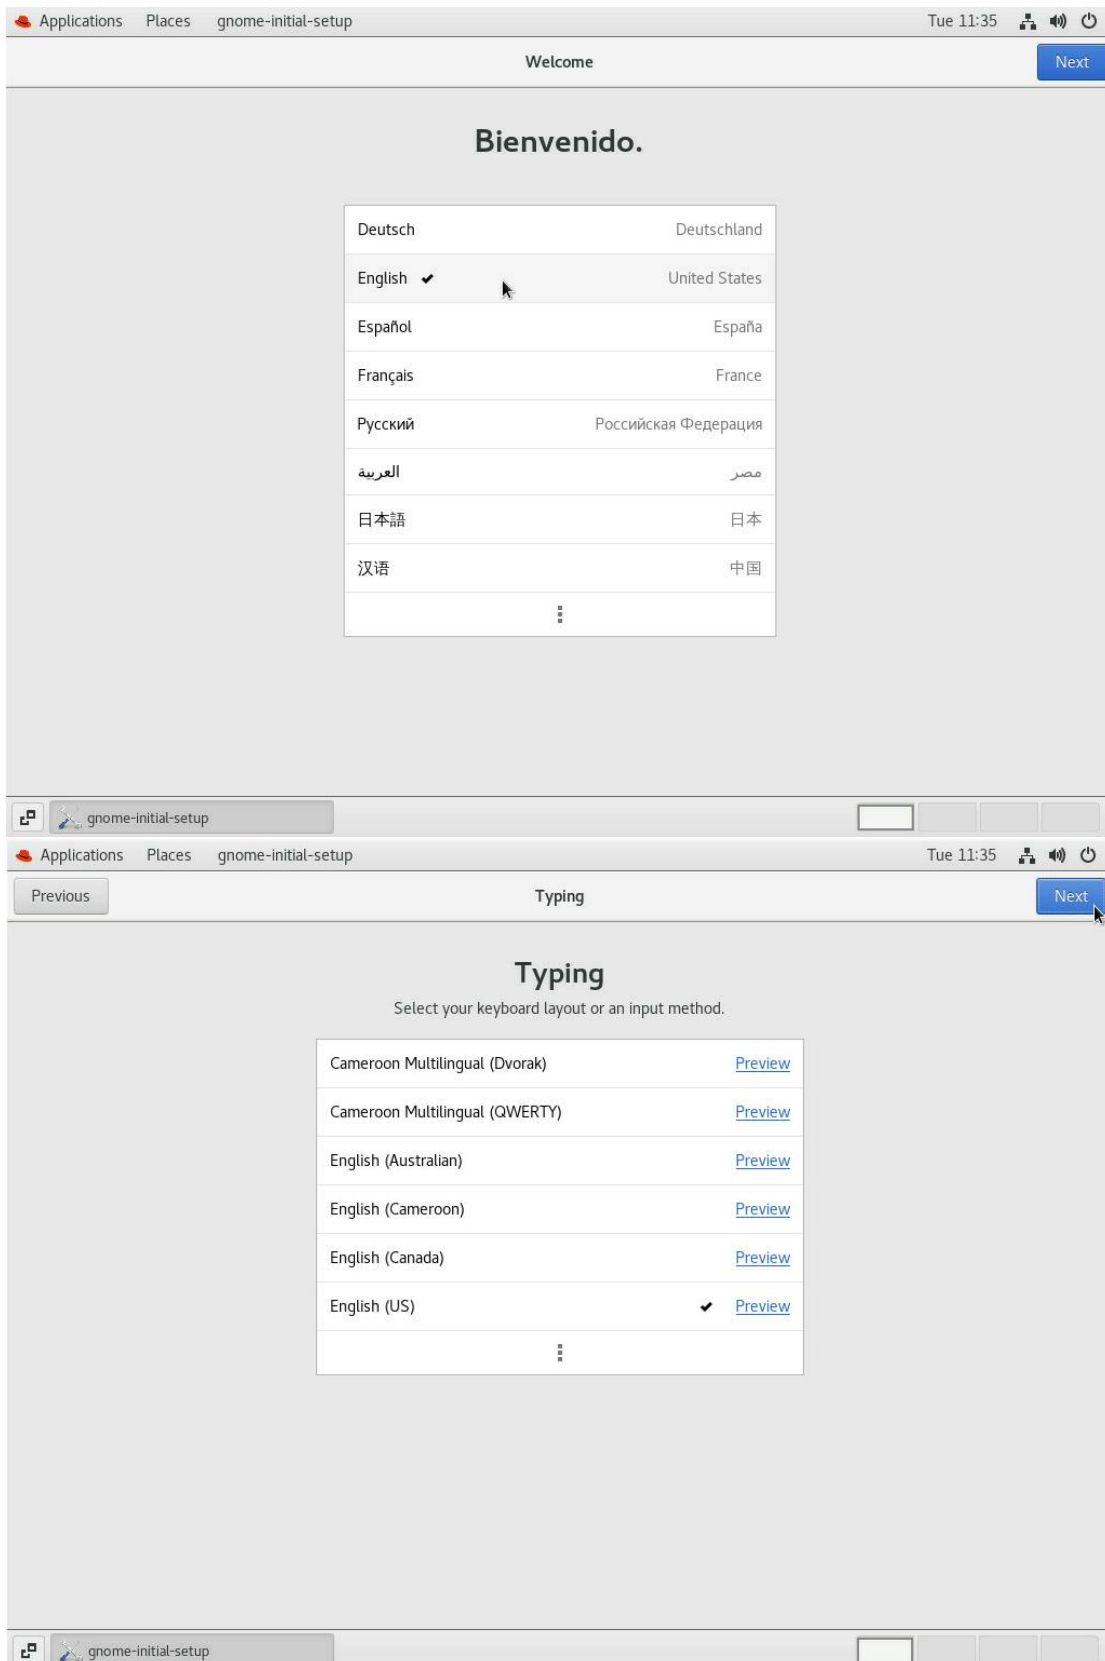 Applications Places gnome-initial-setup Tue 11:35
Welcome Next
Bienvenido.
Deutsch Deutschland
English United States
Español España
Français France
Русский Российская Федерация
العربية مصر
日本語 日本
汉语 中国
gnome-initial-setup
Applications Places gnome-initial-setup Tue 11:35
Previous Typing Next
Typing
Select your keyboard layout or an input method.
Cameroon Multilingual (Dvorak) Preview
Cameroon Multilingual (QWERTY) Preview
English (Australian) Preview
English (Cameroon) Preview
English (Canada) Preview
English (US) Preview
gnome-initial-setup